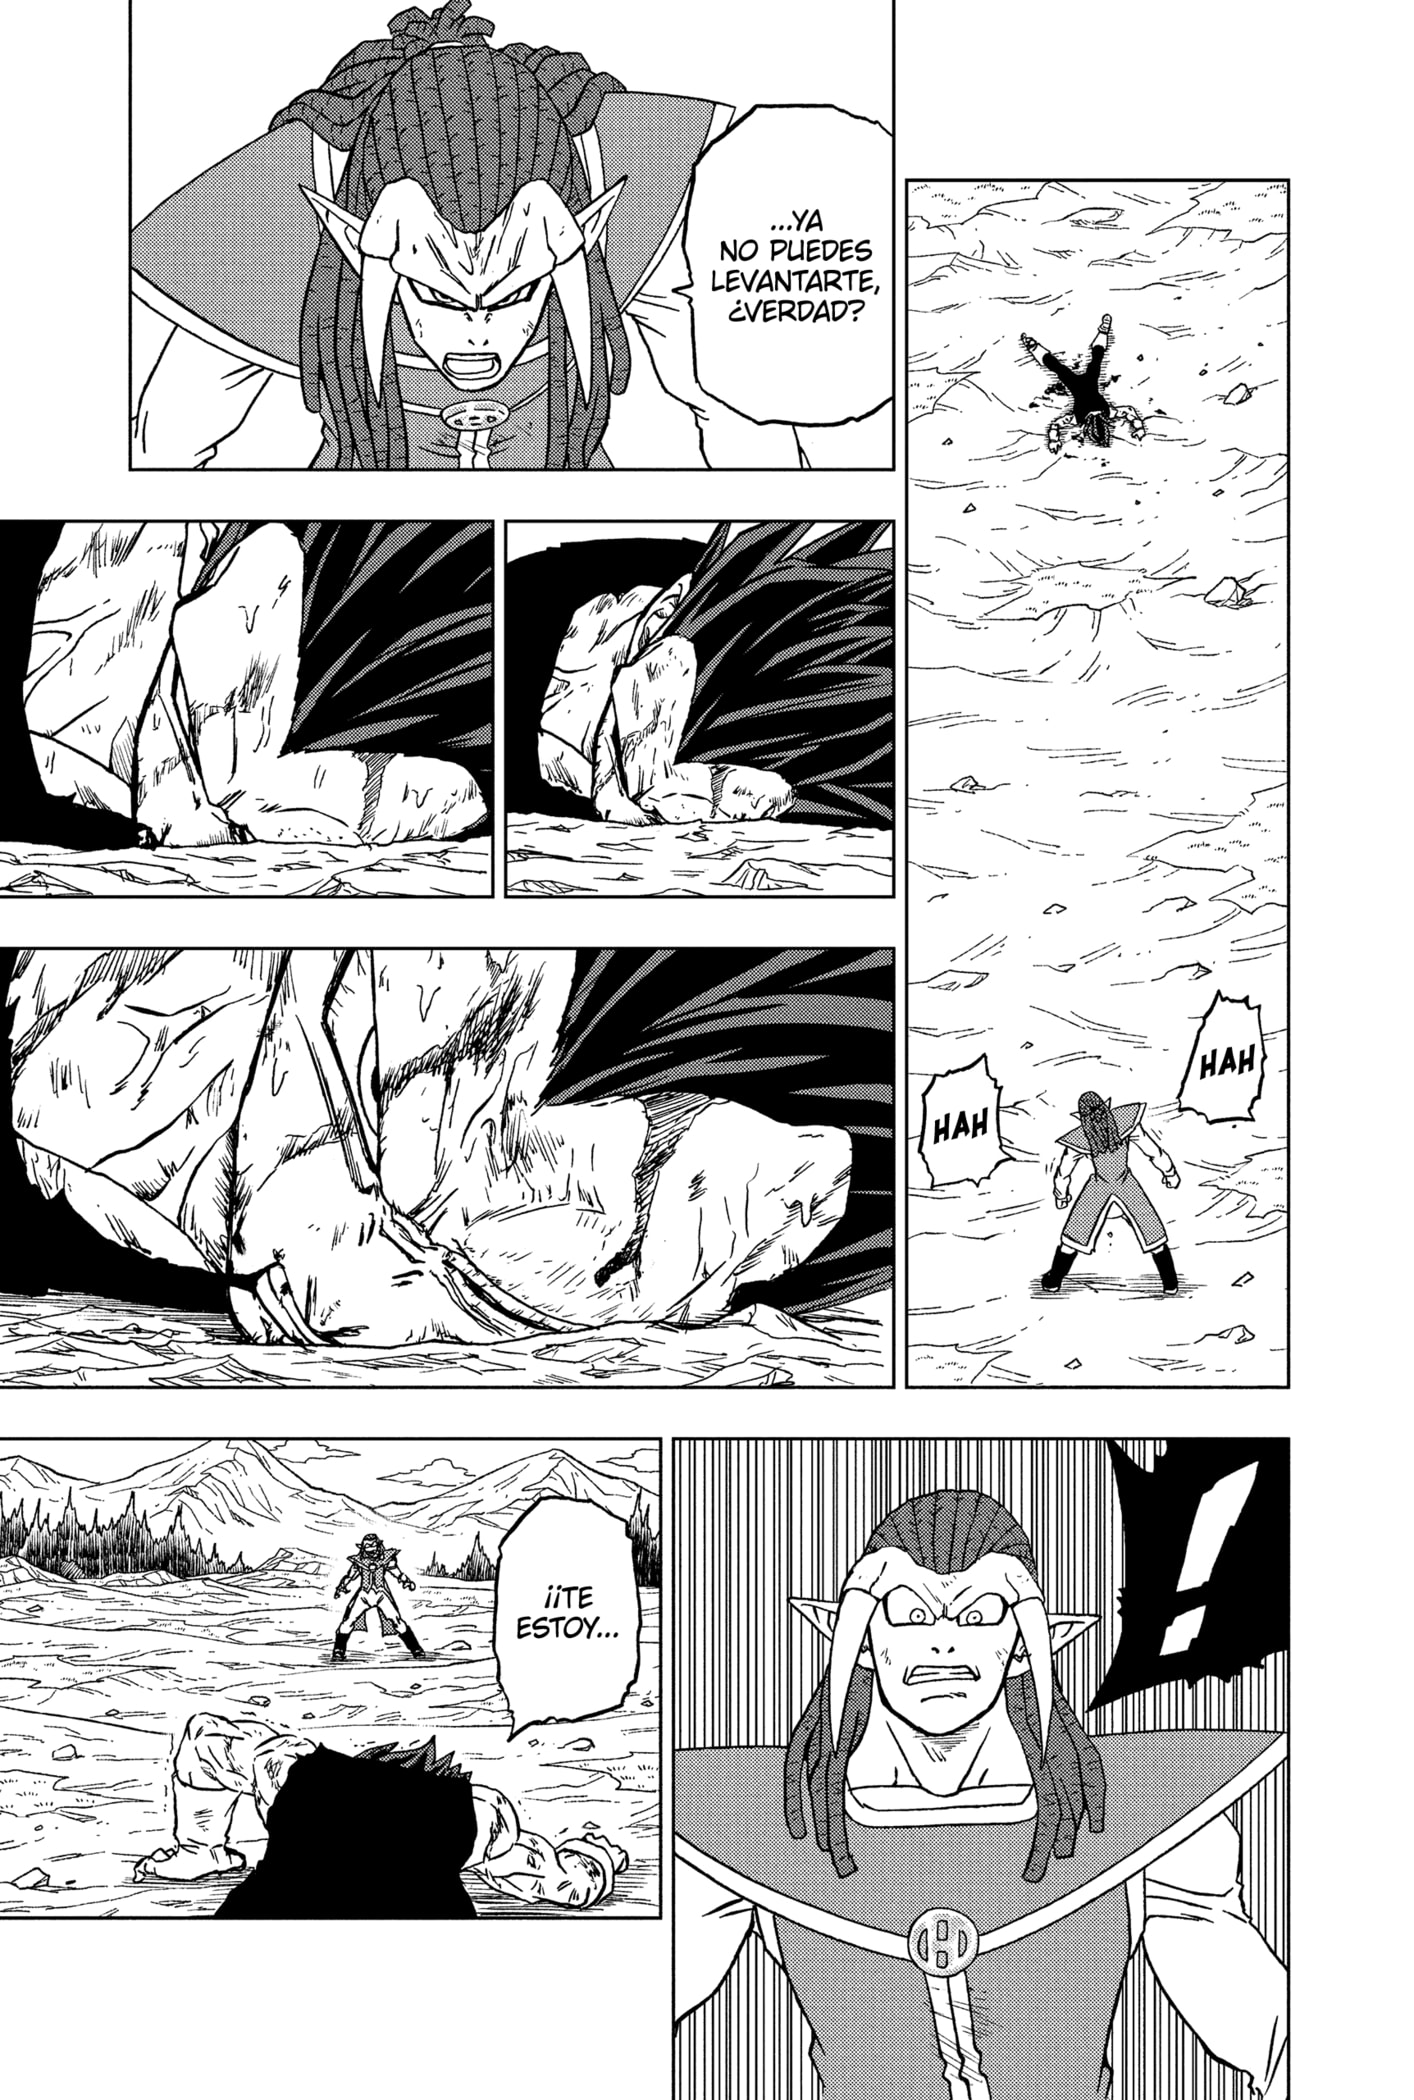 HAH
HAH
...YA
NO PUEDES
LEVANTARTE,
¿VERDAD?
!
¡¡TE
ESTOY...